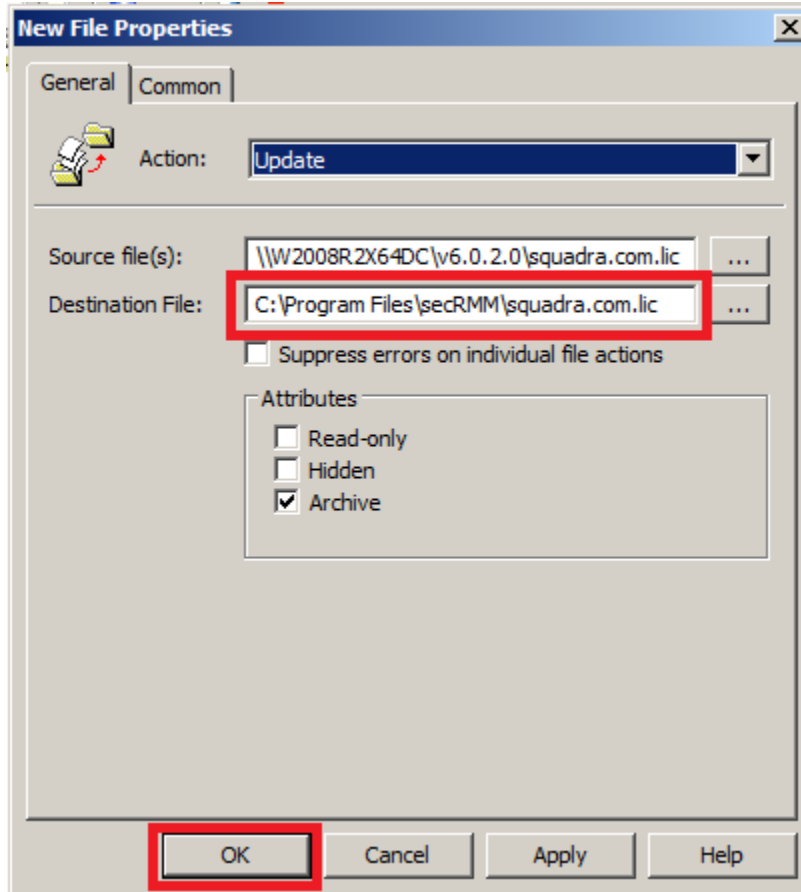 New File Properties
General Common
Action: Update
Source file(s): \\W2008R2X64DC\v6.0.2.0\squadra.com.lic ...
Destination File: C:\Program Files\secRMM\squadra.com.lic ...
Suppress errors on individual file actions
Attributes
Read-only
Hidden
Archive
OK Cancel Apply Help